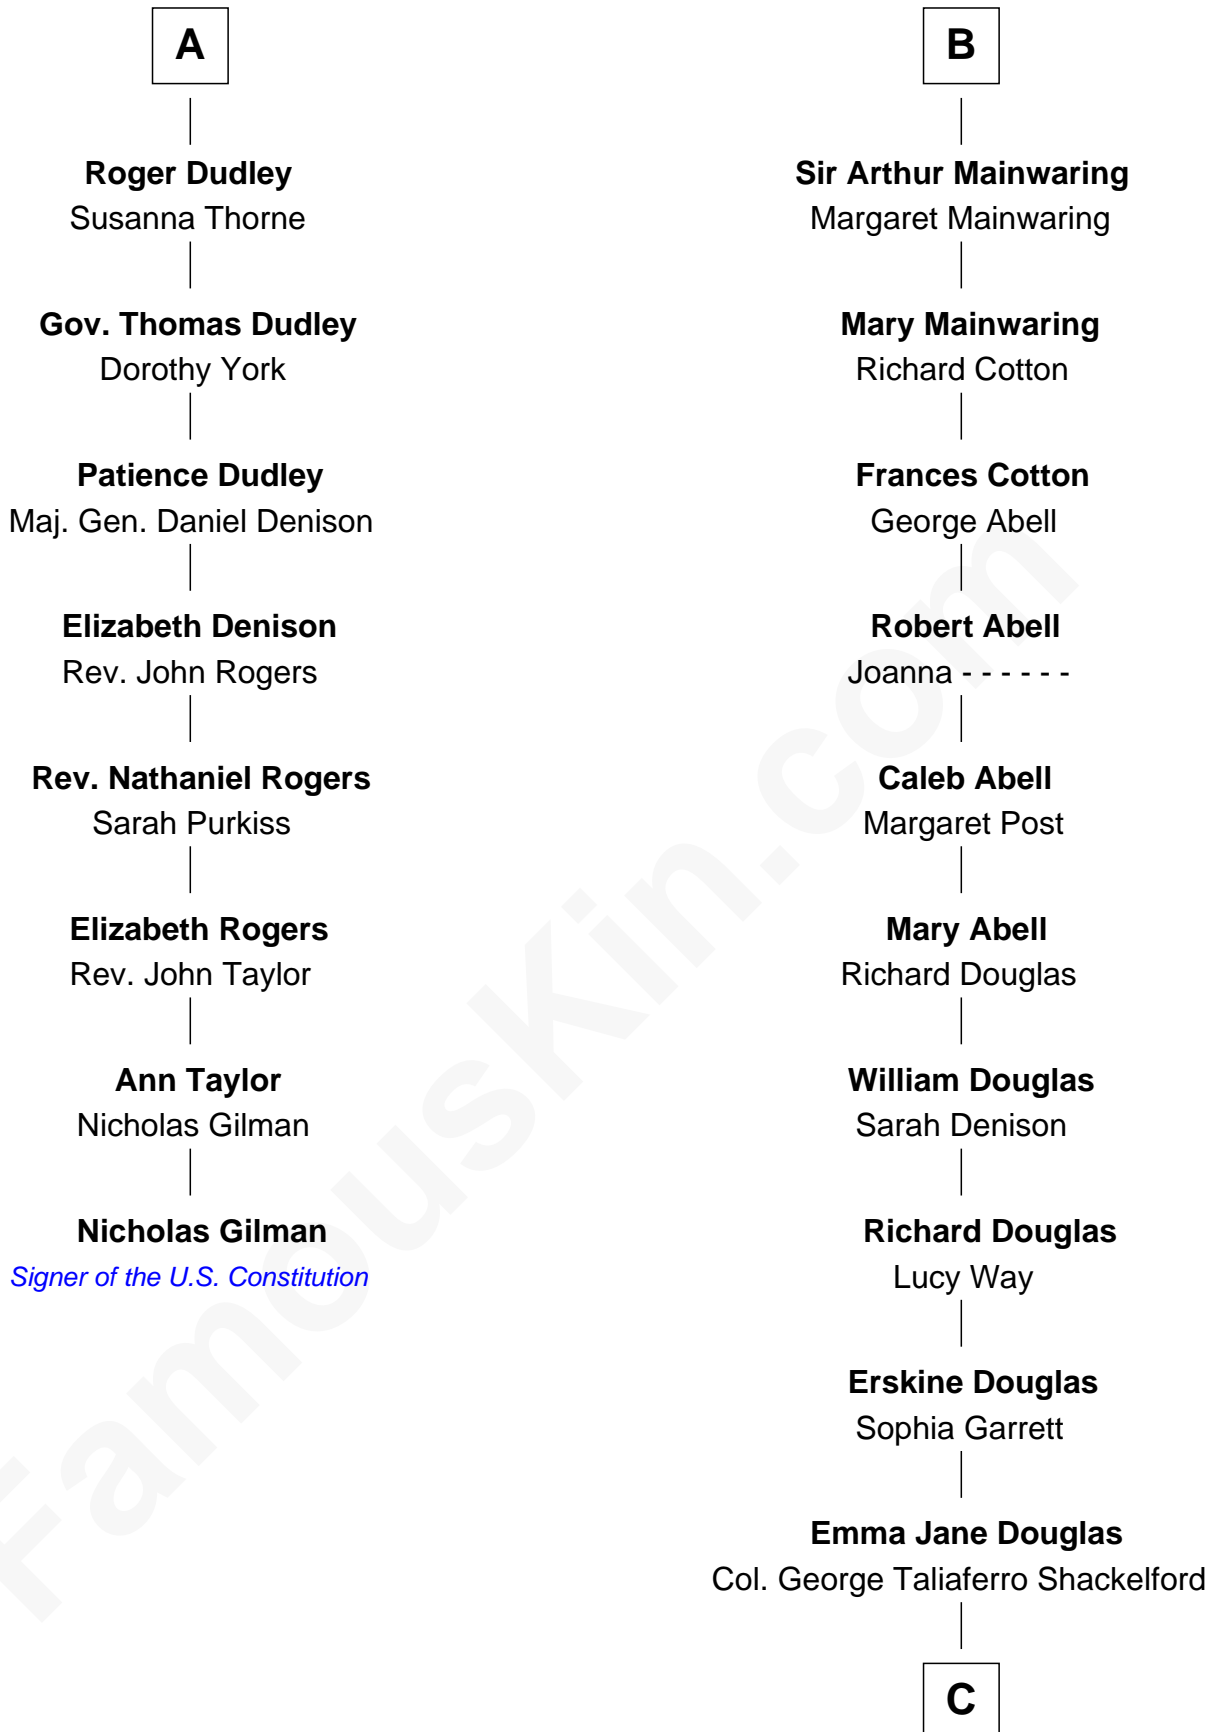 A
Roger Dudley
Susanna Thorne
Gov. Thomas Dudley
Dorothy York
Patience Dudley
Maj. Gen. Daniel Denison
Elizabeth Denison
Rev. John Rogers
Rev. Nathaniel Rogers
Sarah Purkiss
Elizabeth Rogers
Rev. John Taylor
Ann Taylor
Nicholas Gilman
Nicholas Gilman
Signer of the U.S. Constitution
B
Sir Arthur Mainwaring
Margaret Mainwaring
Mary Mainwaring
Richard Cotton
Frances Cotton
George Abell
Robert Abell
Joanna - - - - - -
Caleb Abell
Margaret Post
Mary Abell
Richard Douglas
William Douglas
Sarah Denison
Richard Douglas
Lucy Way
Erskine Douglas
Sophia Garrett
Emma Jane Douglas
Col. George Taliaferro Shackelford
C
FamousKin.com